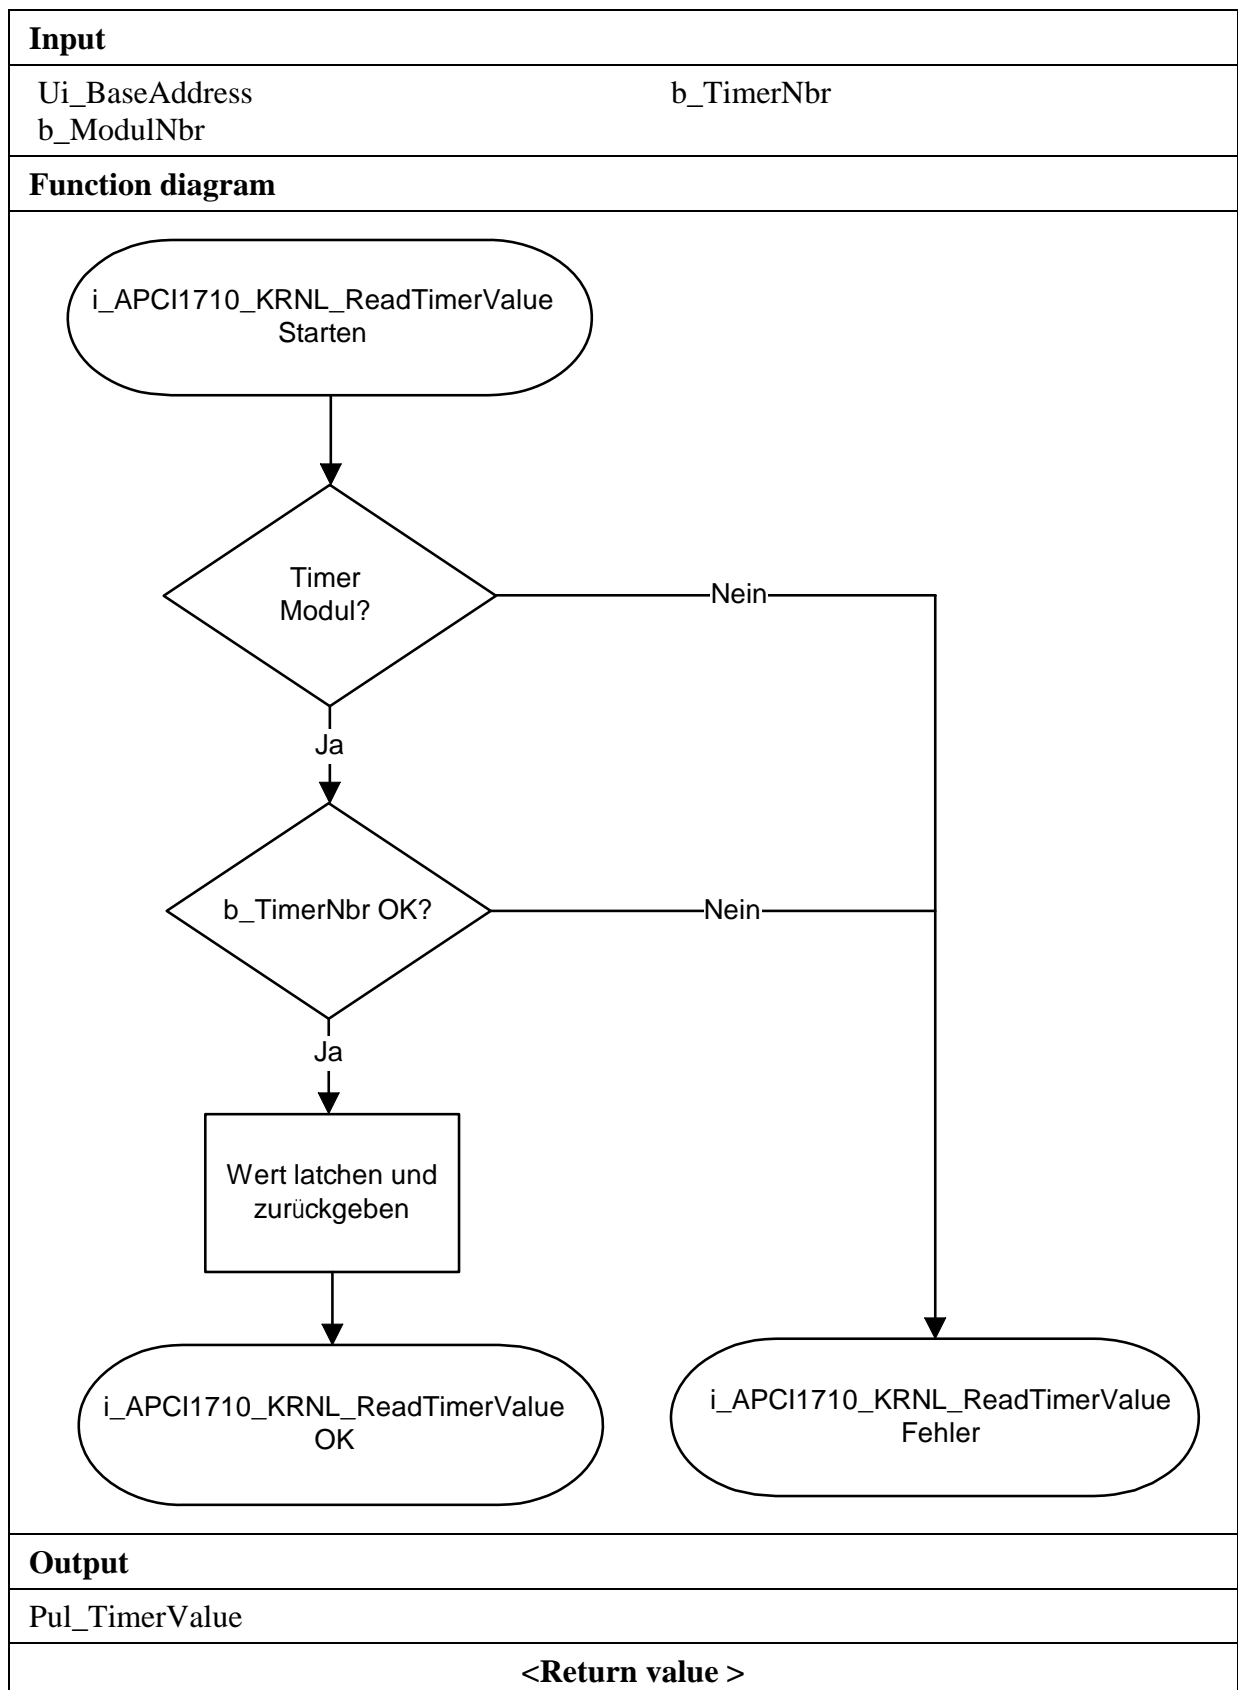 Input
Ui_BaseAddress b_TimerNbr
b_ModulNbr
Function diagram
i_APCI1710_KRNL_ReadTimerValue
Starten
Timer
Modul?
Nein
Ja
b_TimerNbr OK?
Nein
Ja
Wert latchen und
zurückgeben
i_APCI1710_KRNL_ReadTimerValue
OK
i_APCI1710_KRNL_ReadTimerValue
Fehler
Output
Pul_TimerValue
<Return value >